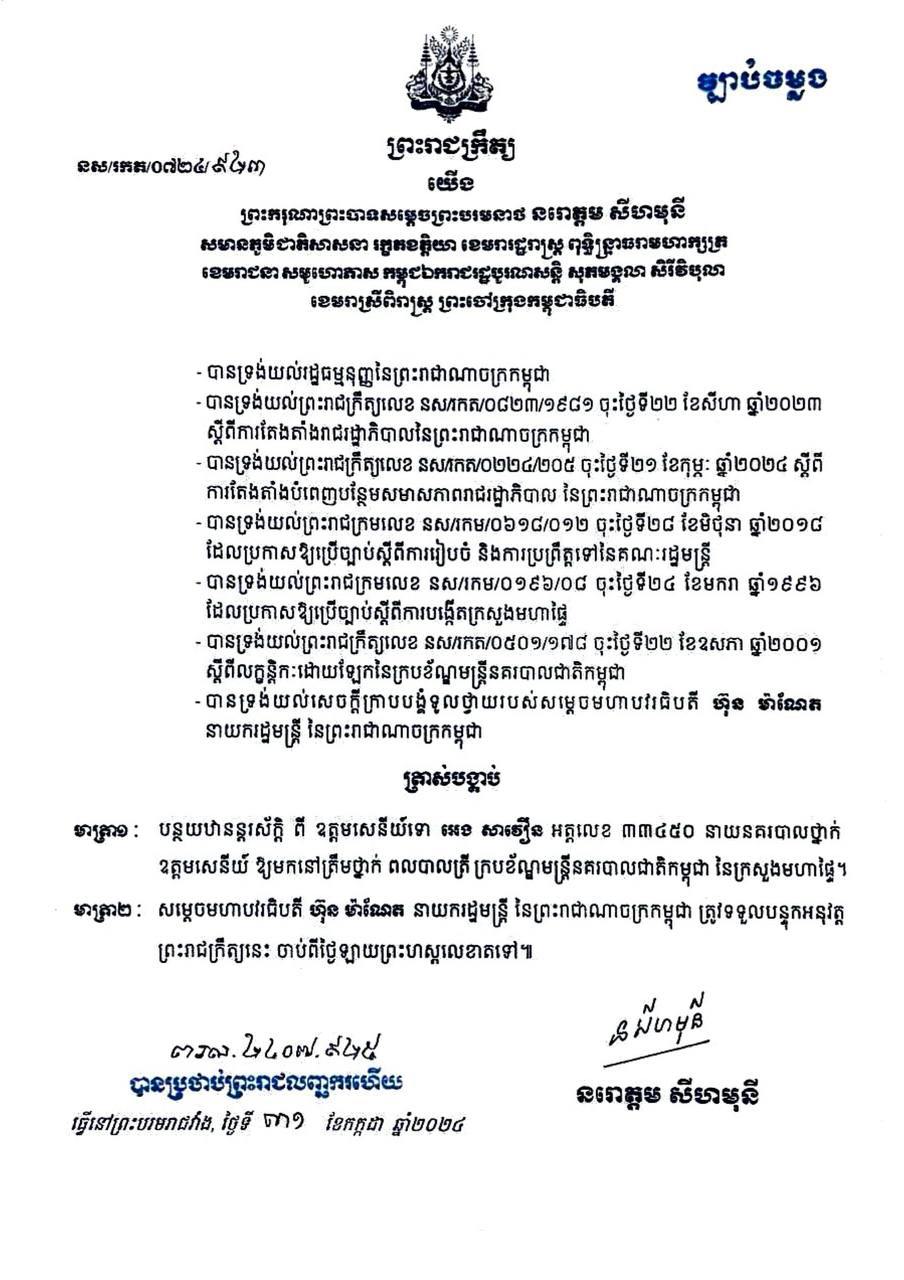 ច្បាប់ចម្លង
ព្រះរាជក្រឹត្យ
នស/រកត/០៧២៤/៩៤៣
យើង
ព្រះករុណាព្រះបាទសម្តេចព្រះបរមនាថ នរោត្តម សីហមុនី
សមានភូមិជាតិសាសនា រក្ខតខត្តិយា ខេមរារដ្ឋរាស្ត្រ ពុទ្ធិន្ទ្រាធរាមហាក្សត្រ
ខេមរាជនា សមូហោភាស កម្ពុជឯករាជរដ្ឋបូរណសន្តិ សុភមង្គលា សិរីវិបុលា
ខេមរាស្រីពិរាស្ត្រ ព្រះចៅក្រុងកម្ពុជាធិបតី
- បានទ្រង់យល់រដ្ឋធម្មនុញ្ញនៃព្រះរាជាណាចក្រកម្ពុជា
- បានទ្រង់យល់ព្រះរាជក្រឹត្យលេខ នស/រកត/០៨២៣/១៩៨១ ចុះថ្ងៃទី២២ ខែសីហា ឆ្នាំ២០២៣
ស្តីពីការតែងតាំងរាជរដ្ឋាភិបាលនៃព្រះរាជាណាចក្រកម្ពុជា
- បានទ្រង់យល់ព្រះរាជក្រឹត្យលេខ នស/រកត/០២២៤/២០៥ ចុះថ្ងៃទី២១ ខែកុម្ភៈ ឆ្នាំ២០២៤ ស្តីពី
ការតែងតាំងបំពេញបន្ថែមសមាសភាពរាជរដ្ឋាភិបាល នៃព្រះរាជាណាចក្រកម្ពុជា
- បានទ្រង់យល់ព្រះរាជក្រមលេខ នស/រកម/០៦១៨/០១២ ចុះថ្ងៃទី២៨ ខែមិថុនា ឆ្នាំ២០១៨
ដែលប្រកាសឱ្យប្រើច្បាប់ស្តីពីការរៀបចំ និងការប្រព្រឹត្តទៅនៃគណៈរដ្ឋមន្ត្រី
- បានទ្រង់យល់ព្រះរាជក្រមលេខ នស/រកម/០១៩៦/០៨ ចុះថ្ងៃទី២៤ ខែមករា ឆ្នាំ១៩៩៦
ដែលប្រកាសឱ្យប្រើច្បាប់ស្តីពីការបង្កើតក្រសួងមហាផ្ទៃ
- បានទ្រង់យល់ព្រះរាជក្រឹត្យលេខ នស/រកត/០៥០១/១៧៨ ចុះថ្ងៃទី២២ ខែឧសភា ឆ្នាំ២០០១
ស្តីពីលក្ខន្តិកៈដោយឡែកនៃក្របខ័ណ្ឌមន្ត្រីនគរបាលជាតិកម្ពុជា
- បានទ្រង់យល់សេចក្តីក្រាបបង្គំទូលថ្វាយរបស់សម្តេចមហាបវរធិបតី ហ៊ុន ម៉ាណែត
នាយករដ្ឋមន្ត្រី នៃព្រះរាជាណាចក្រកម្ពុជា
ត្រាស់បង្គាប់
មាត្រា១ : បន្ថយឋានន្តរស័ក្តិ ពី ឧត្តមសេនីយ៍ទោ អេង សាវឿន អត្តលេខ ៣៣៤៥០ នាយនគរបាលថ្នាក់
ឧត្តមសេនីយ៍ ឱ្យមកនៅត្រឹមថ្នាក់ ពលបាលត្រី ក្របខ័ណ្ឌមន្ត្រីនគរបាលជាតិកម្ពុជា នៃក្រសួងមហាផ្ទៃ។
មាត្រា២ : សម្តេចមហាបវរធិបតី ហ៊ុន ម៉ាណែត នាយករដ្ឋមន្ត្រី នៃព្រះរាជាណាចក្រកម្ពុជា ត្រូវទទួលបន្ទុកអនុវត្ត
ព្រះរាជក្រឹត្យនេះ ចាប់ពីថ្ងៃឡាយព្រះហស្តលេខាតទៅ៕
ន សីហមុនី
ពរណ.២៤០៧.៩៤៥
បានប្រថាប់ព្រះរាជលញ្ឆករហើយ
នរោត្តម សីហមុនី
ធ្វើនៅព្រះបរមរាជវាំង, ថ្ងៃទី ៣១ ខែកក្កដា ឆ្នាំ២០២៤